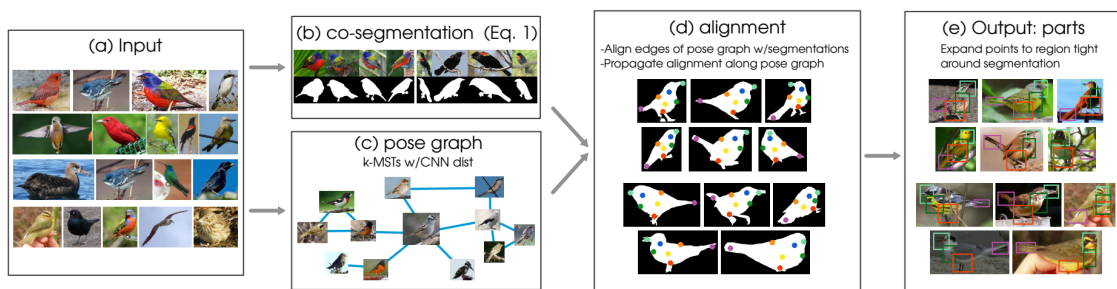 (a) Input
(b) co-segmentation (Eq. 1)
(c) pose graph
k-MSTs w/CNN dist
(d) alignment
-Align edges of pose graph w/segmentations
-Propagate alignment along pose graph
(e) Output: parts
Expand points to region tight
around segmentation